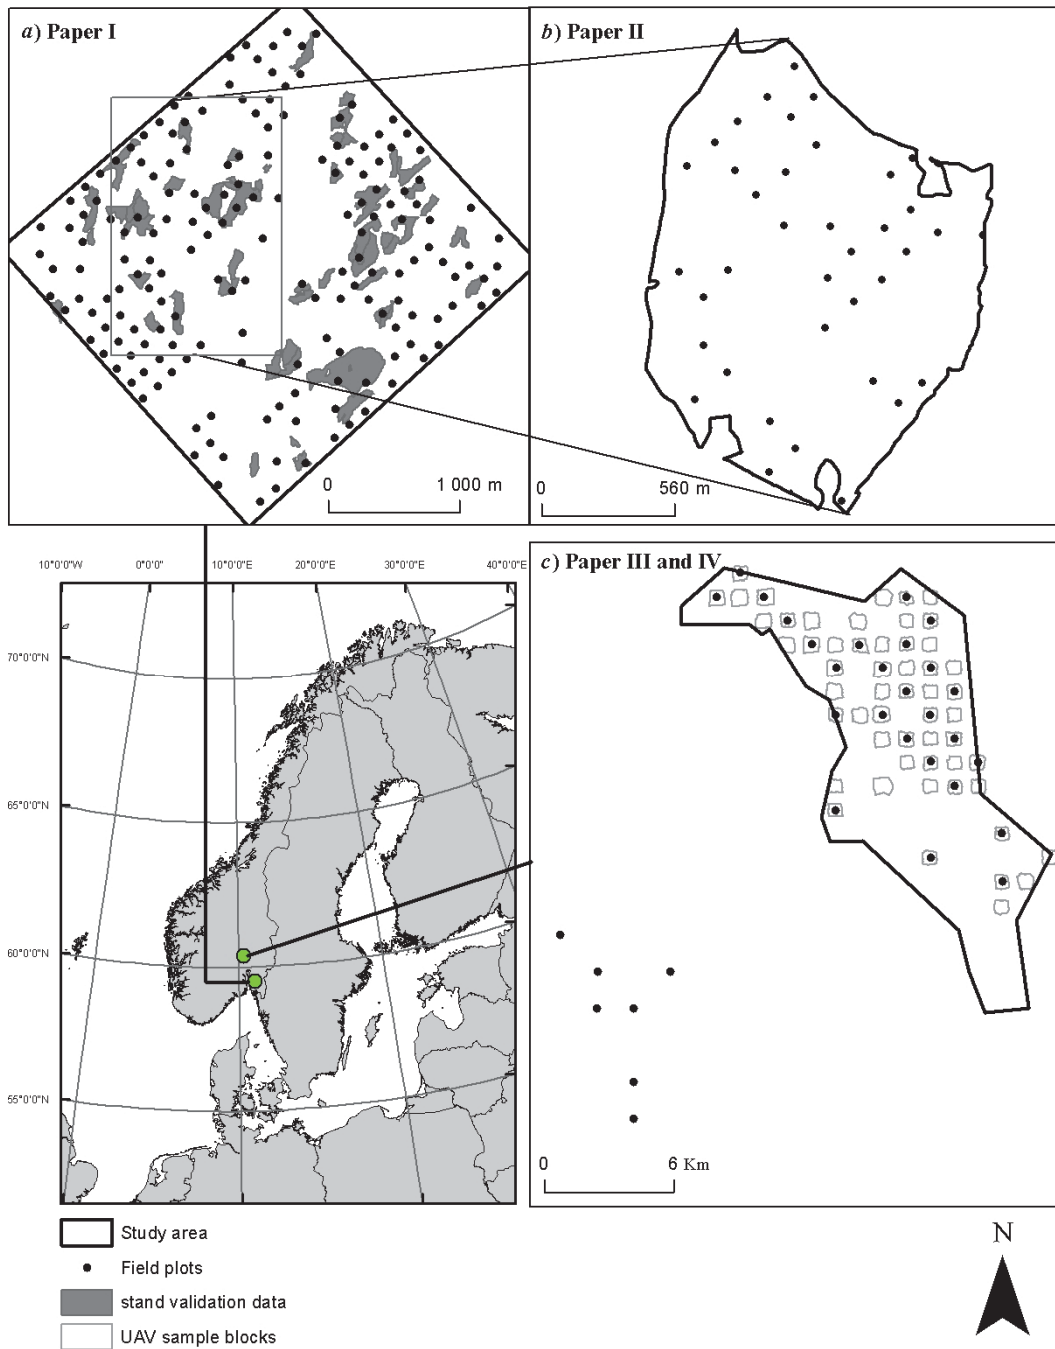 a) Paper I
b) Paper II
0 1 000 m
0 560 m
10°0'0"W 0°0'0" 10°0'0"E 20°0'0"E 30°0'0"E 40°0'0"E
c) Paper III and IV
70°0'0"N
65°0'0"N
60°0'0"N
55°0'0"N
0 6 Km
Study area
Field plots
stand validation data
UAV sample blocks
N